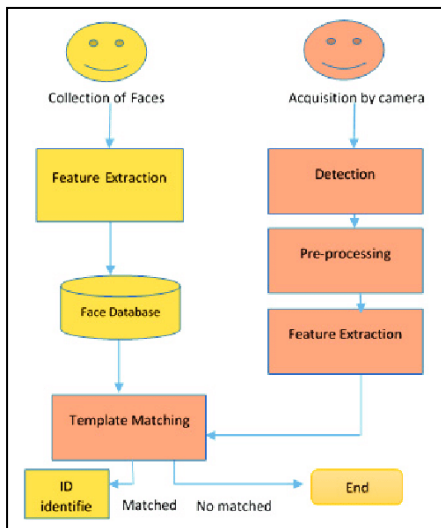 Collection of Faces
Acquisition by camera
Feature Extraction
Detection
Pre-processing
Face Database
Feature Extraction
Template Matching
ID
identifie
Matched
No matched
End